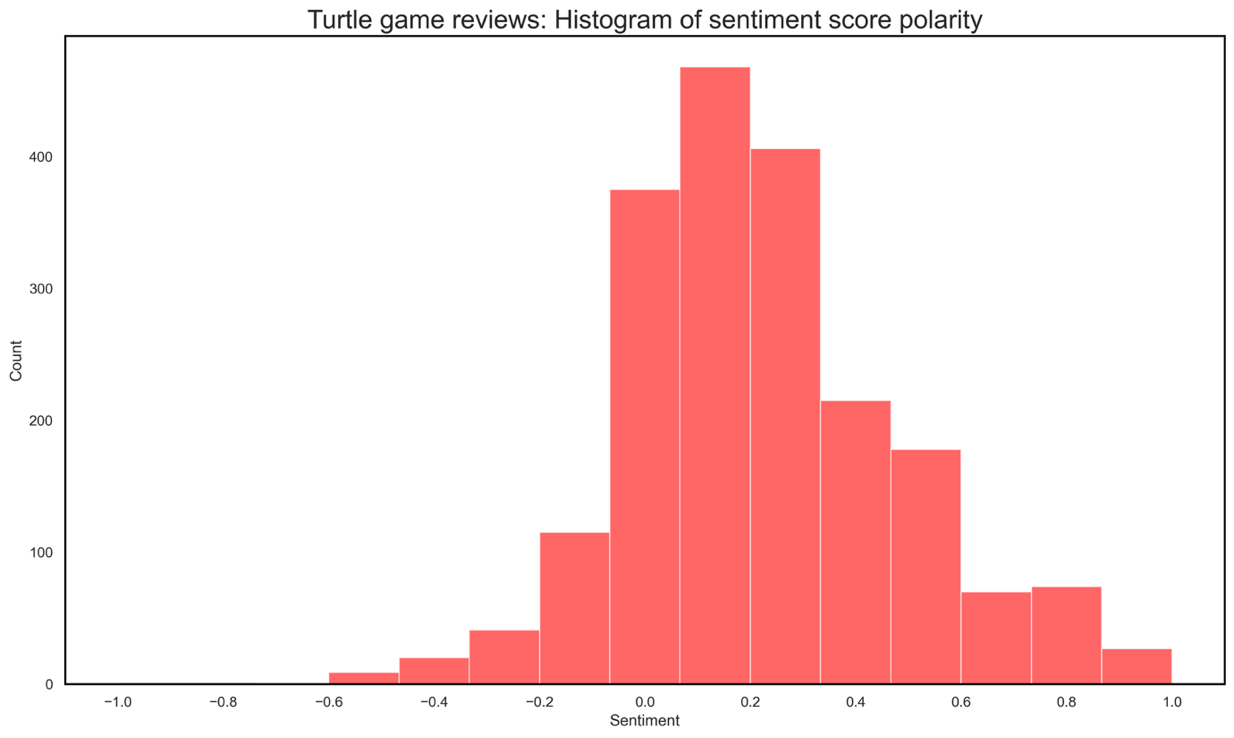 Turtle game reviews: Histogram of sentiment score polarity
400
300
200
100
0
Count
−1.0 −0.8 −0.6 −0.4 −0.2 0.0 0.2 0.4 0.6 0.8 1.0
Sentiment